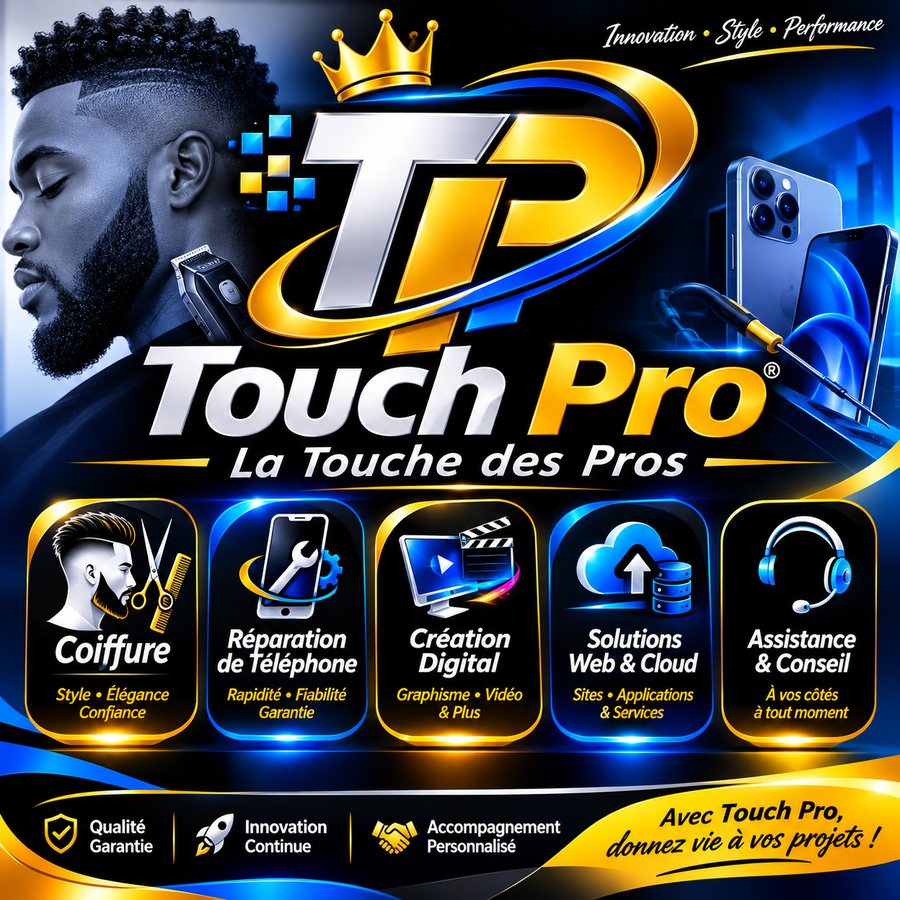 Innovation • Style • Performance
TP
Touch Pro®
La Touche des Pros
Coiffure
Style • Élégance
Confiance
Réparation
de Téléphone
Rapidité • Fiabilité
Garantie
Création
Digital
Graphisme • Vidéo
& Plus
Solutions
Web & Cloud
Sites • Applications
& Services
Assistance
& Conseil
À vos côtés
à tout moment
Qualité
Garantie
Innovation
Continue
Accompagnement
Personnalisé
Avec Touch Pro,
donnez vie à vos projets !